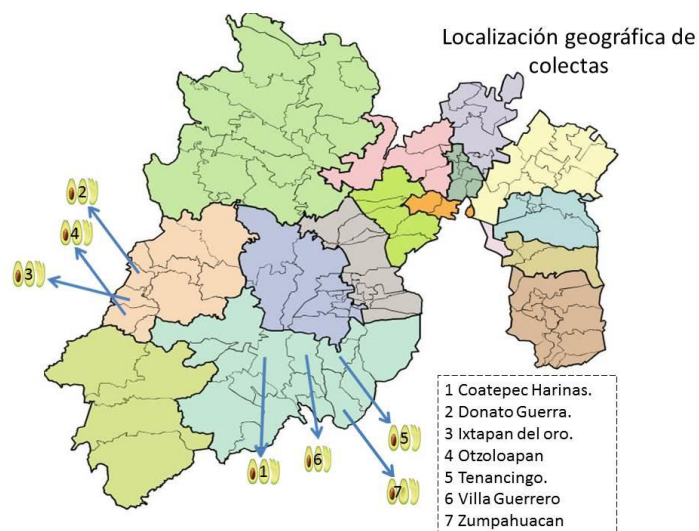 Localización geográfica de
colectas
2
4
3
1
6
5
7
1 Coatepec Harinas.
2 Donato Guerra.
3 Ixtapan del oro.
4 Otzoloapan
5 Tenancingo.
6 Villa Guerrero
7 Zumpahuacan